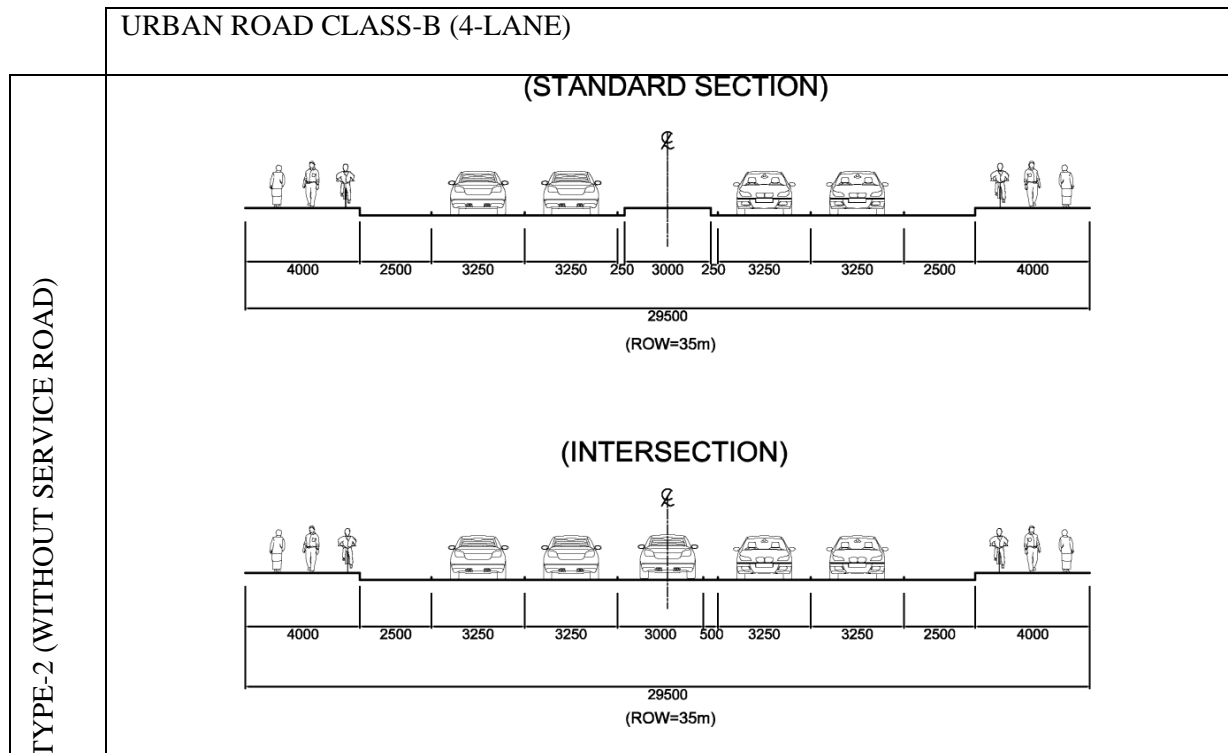 URBAN ROAD CLASS-B (4-LANE)
TYPE-2 (WITHOUT SERVICE ROAD)
(STANDARD SECTION)
℄
4000 2500 3250 3250 250 3000 250 3250 3250 2500 4000
29500
(ROW=35m)
(INTERSECTION)
℄
4000 2500 3250 3250 3000 500 3250 3250 2500 4000
29500
(ROW=35m)